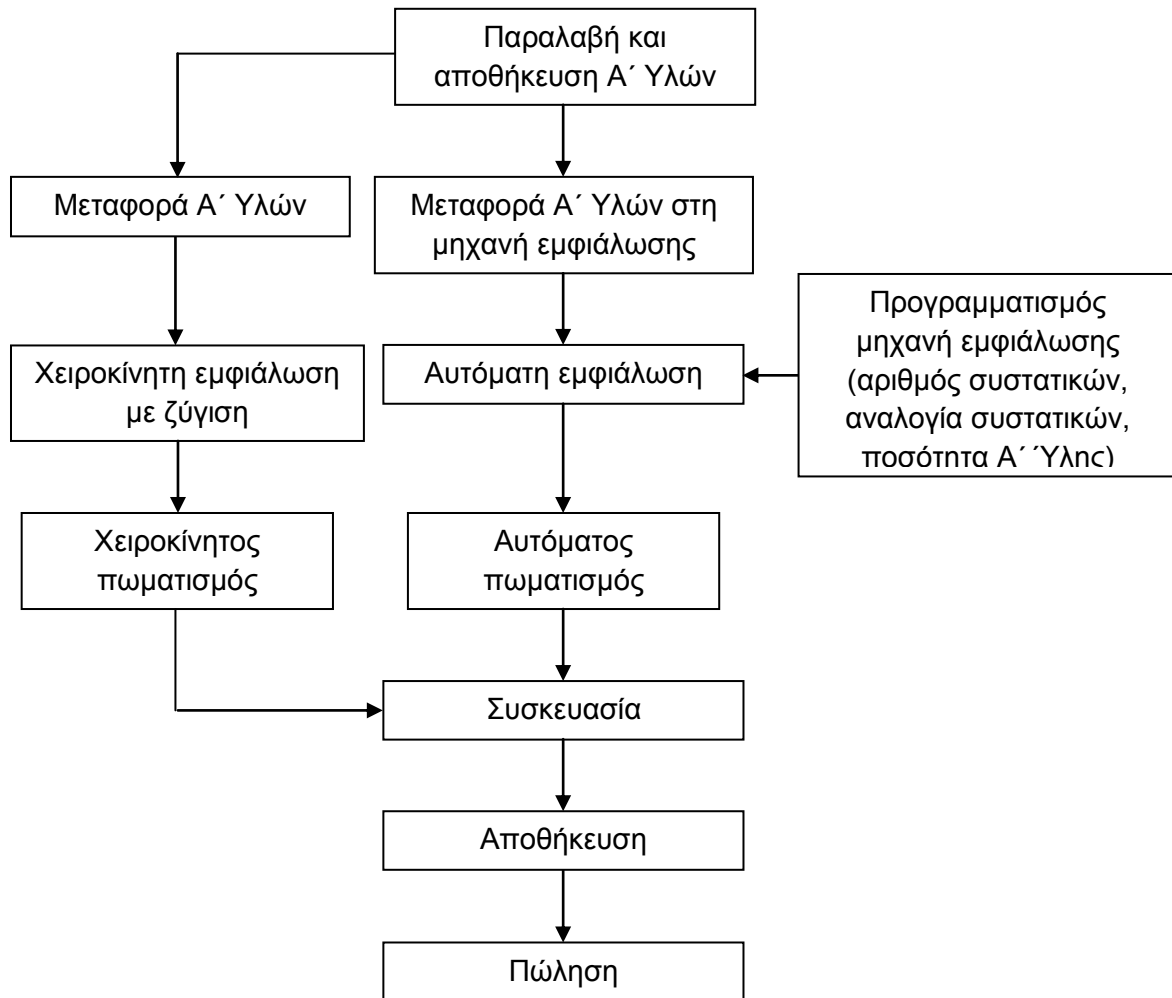 Παραλαβή και
αποθήκευση Α΄ Υλών
Μεταφορά Α΄ Υλών
Μεταφορά Α΄ Υλών στη
μηχανή εμφιάλωσης
Προγραμματισμός
μηχανή εμφιάλωσης
(αριθμός συστατικών,
αναλογία συστατικών,
ποσότητα Α΄ Ύλης)
Χειροκίνητη εμφιάλωση
με ζύγιση
Αυτόματη εμφιάλωση
Χειροκίνητος
πωματισμός
Αυτόματος
πωματισμός
Συσκευασία
Αποθήκευση
Πώληση